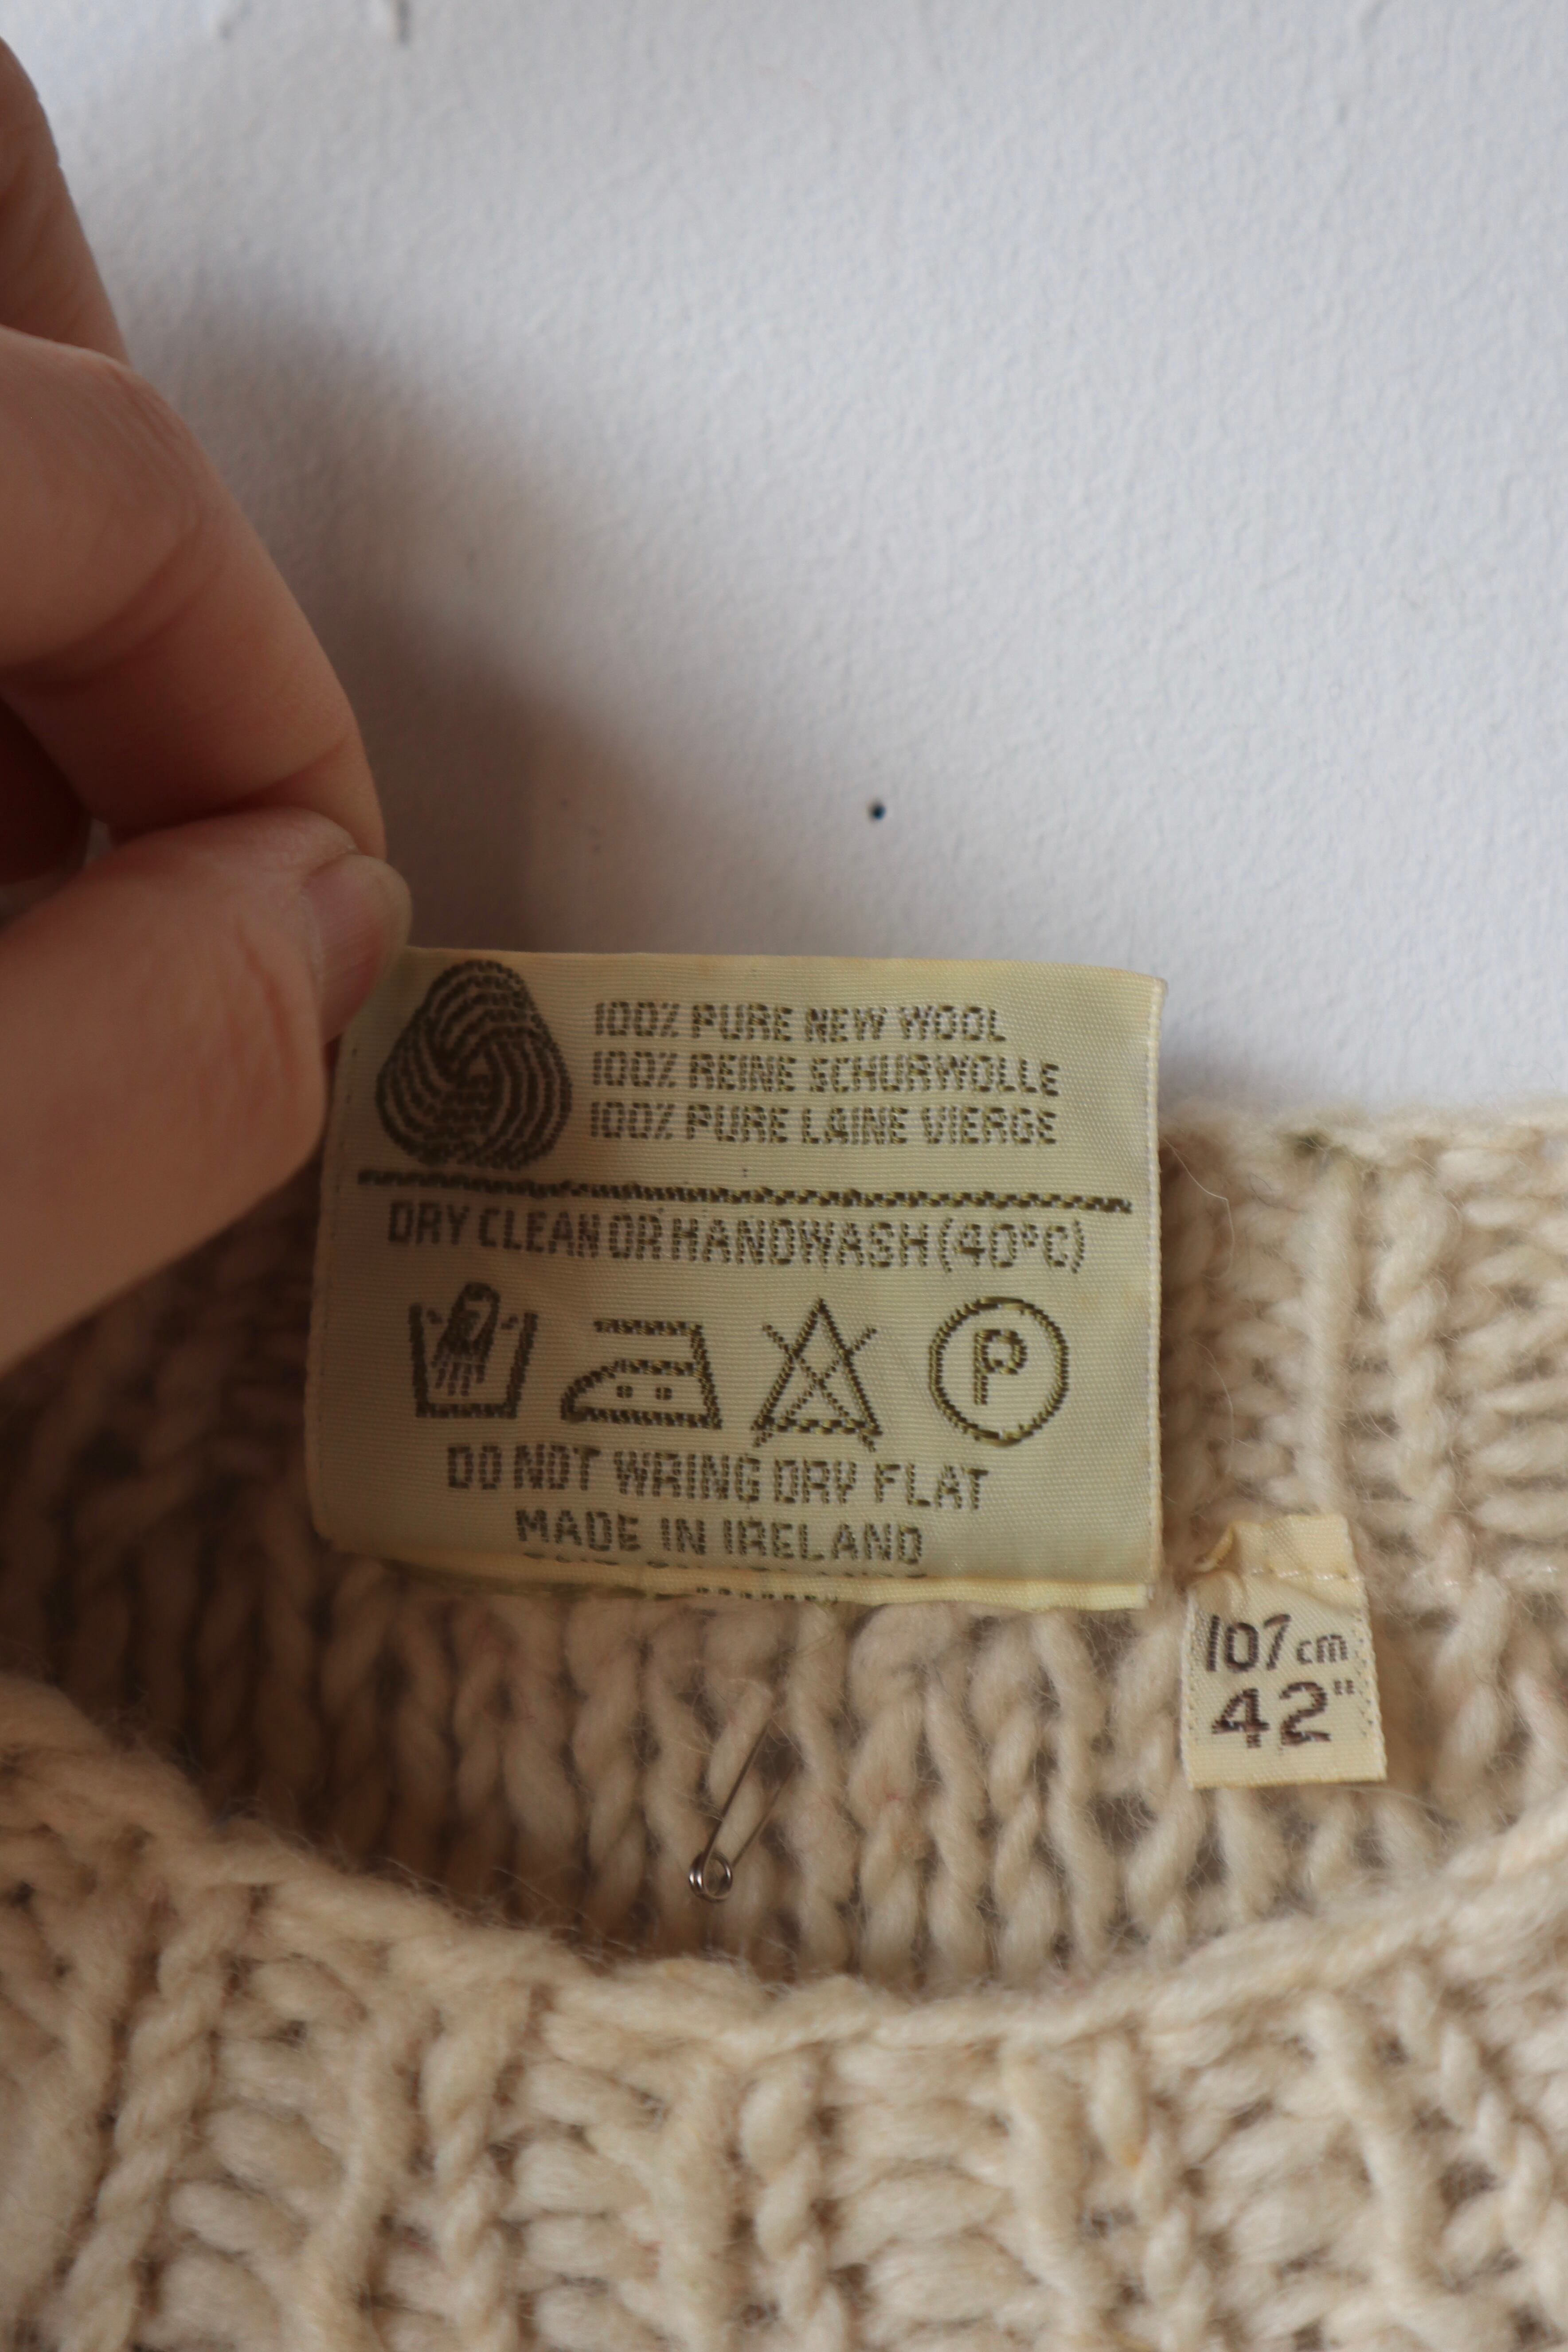 100% PURE NEW WOOL
100% REINE SCHURWOLLE
100% PURE LAINE VIERGE
DRY CLEAN OR HANDWASH (40°C)
P
DO NOT WRING DRY FLAT
MADE IN IRELAND
107 cm
42"